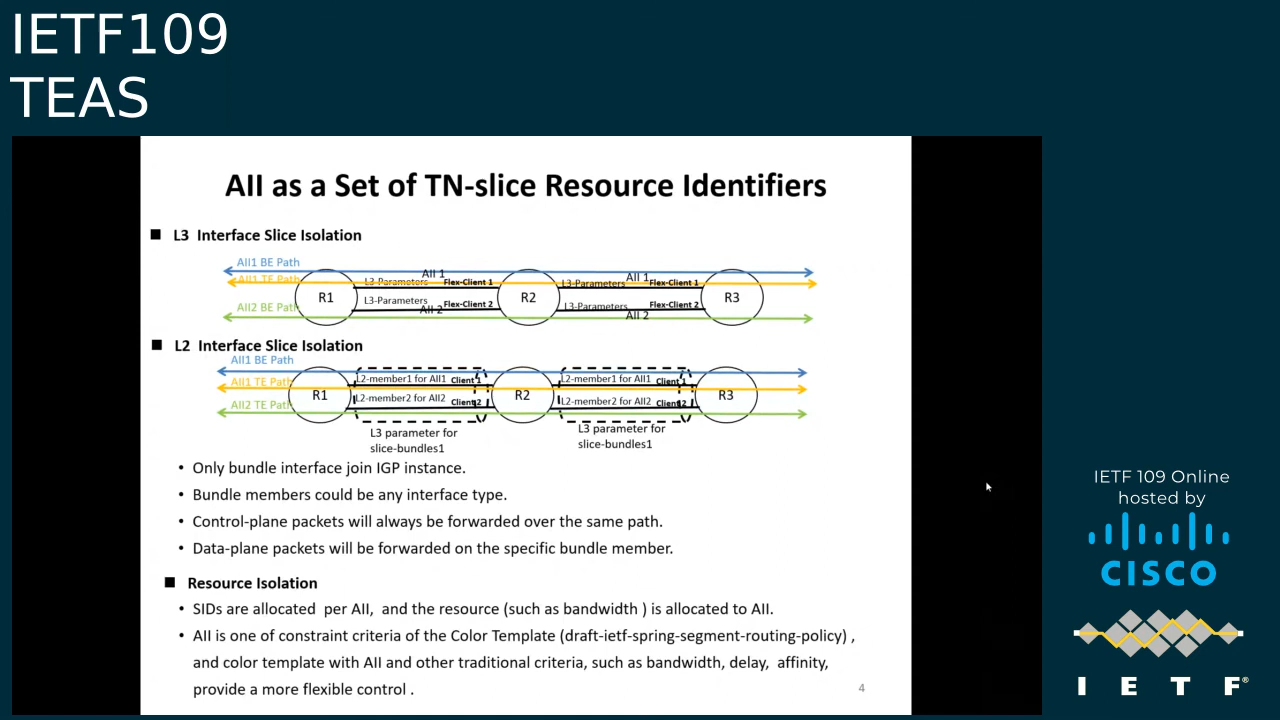 IETF109
TEAS
AII as a Set of TN-slice Resource Identifiers
L3 Interface Slice Isolation
AII1 BE Path
AII 1
AII 1
AII1 TE Path
L3-Parameters
Flex-Client 1
L3-Parameters
Flex-Client 1
R1
R2
R3
L3-Parameters
Flex-Client 2
L3-Parameters
Flex-Client 2
AII2 BE Path
AII 2
AII 2
L2 Interface Slice Isolation
AII1 BE Path
AII1 TE Path
L2-member1 for AII1 Client 1
L2-member1 for AII1 Client 1
R1
R2
R3
AII2 TE Path
L2-member2 for AII2 Client2
L2-member2 for AII2 Client2
L3 parameter for
slice-bundles1
L3 parameter for
slice-bundles1
• Only bundle interface join IGP instance.
• Bundle members could be any interface type.
• Control-plane packets will always be forwarded over the same path.
• Data-plane packets will be forwarded on the specific bundle member.
Resource Isolation
• SIDs are allocated per AII, and the resource (such as bandwidth ) is allocated to AII.
• AII is one of constraint criteria of the Color Template (draft-ietf-spring-segment-routing-policy) ,
and color template with AII and other traditional criteria, such as bandwidth, delay, affinity,
provide a more flexible control .
4
IETF 109 Online
hosted by
CISCO
I E T F®